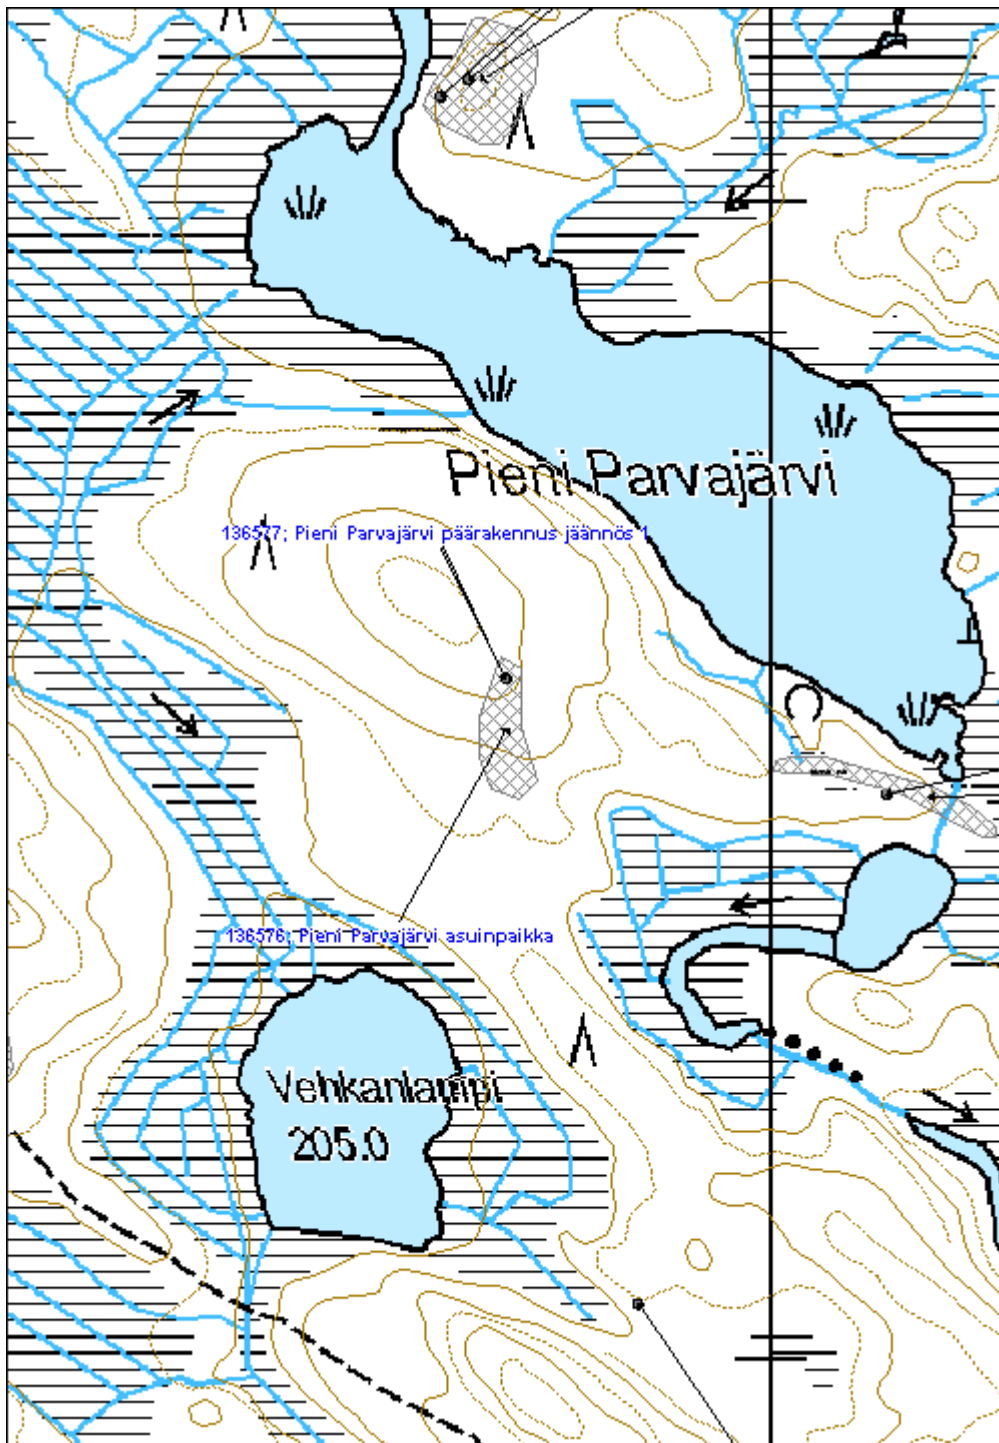 Pieni Parvajärvi
136577; Pieni Parvajärvi päärakennus jäännös 1
136576; Pieni Parvajärvi asuinpaikka
Vehkanlampi
205.0